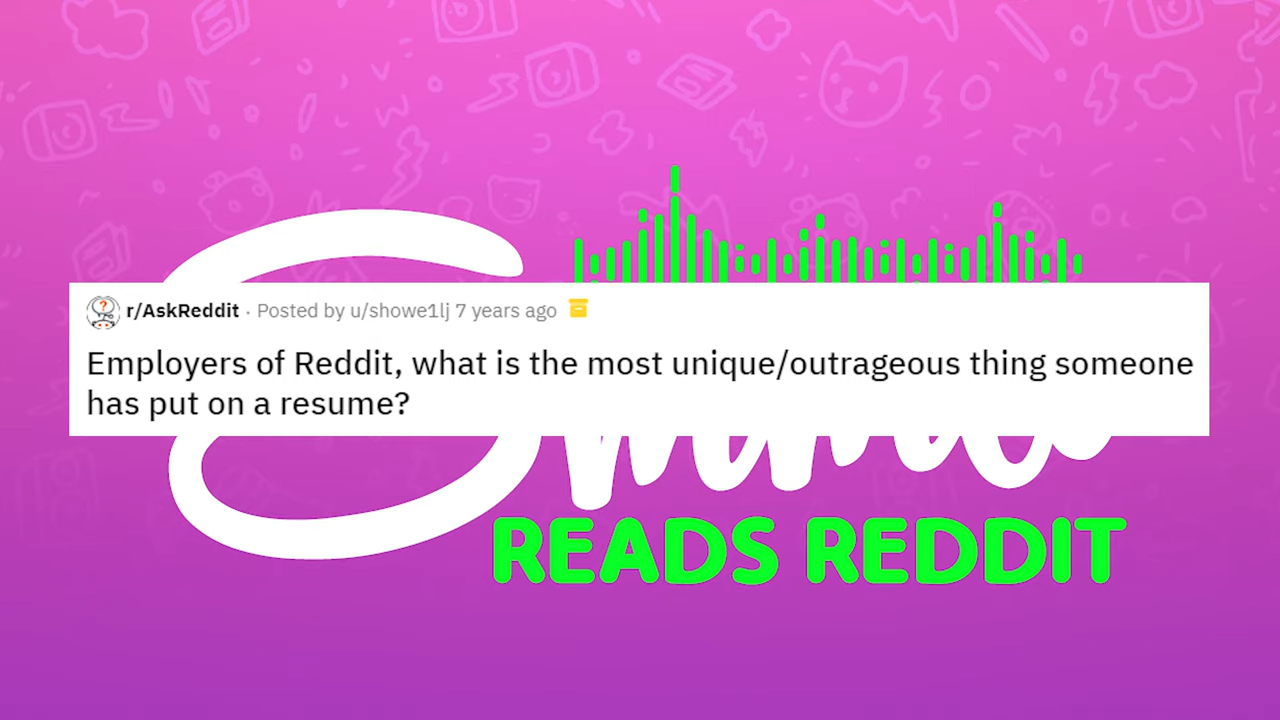 r/AskReddit · Posted by u/showe1lj 7 years ago
Employers of Reddit, what is the most unique/outrageous thing someone
has put on a resume?
READS REDDIT